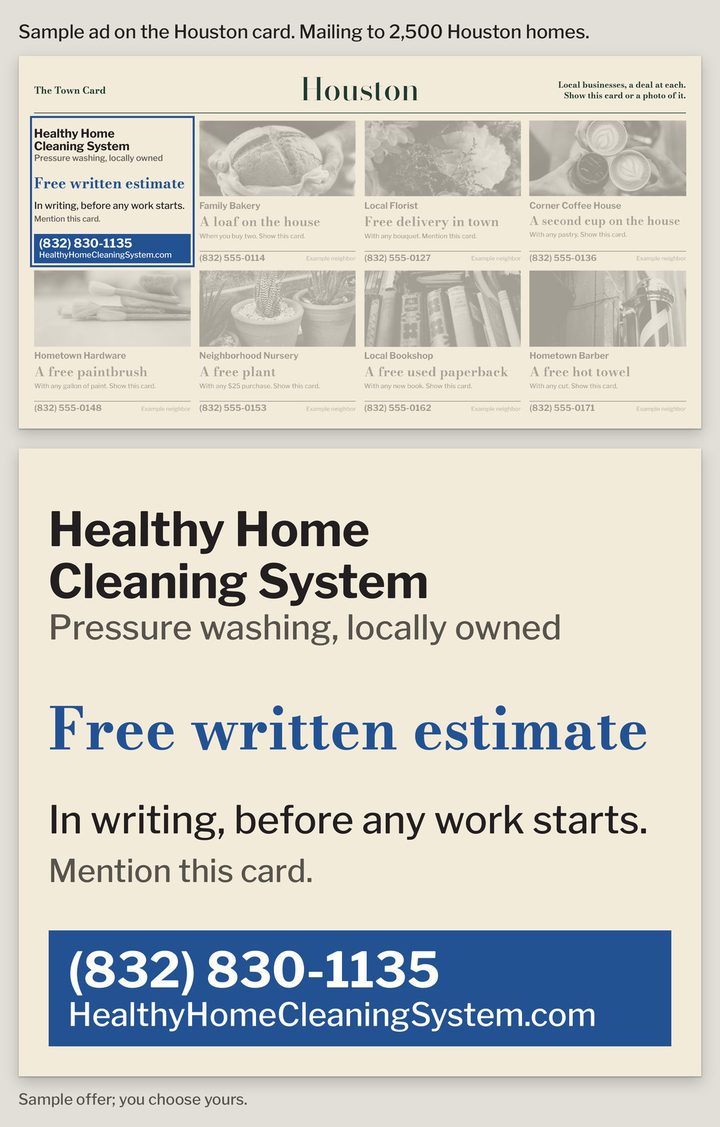 Sample ad on the Houston card. Mailing to 2,500 Houston homes.
The Town Card
Houston
Local businesses, a deal at each.
Show this card or a photo of it.
Healthy Home
Cleaning System
Pressure washing, locally owned
Free written estimate
In writing, before any work starts.
Mention this card.
(832) 830-1135
HealthyHomeCleaningSystem.com
Family Bakery
A loaf on the house
When you buy two. Show this card.
(832) 555-0114
Example neighbor
Local Florist
Free delivery in town
With any bouquet. Mention this card.
(832) 555-0127
Example neighbor
Corner Coffee House
A second cup on the house
With any pastry. Show this card.
(832) 555-0136
Example neighbor
Hometown Hardware
A free paintbrush
With any gallon of paint. Show this card.
(832) 555-0148
Example neighbor
Neighborhood Nursery
A free plant
With any $25 purchase. Show this card.
(832) 555-0153
Example neighbor
Local Bookshop
A free used paperback
With any new book. Show this card.
(832) 555-0162
Example neighbor
Hometown Barber
A free hot towel
With any cut. Show this card.
(832) 555-0171
Example neighbor
Healthy Home
Cleaning System
Pressure washing, locally owned
Free written estimate
In writing, before any work starts.
Mention this card.
(832) 830-1135
HealthyHomeCleaningSystem.com
Sample offer; you choose yours.